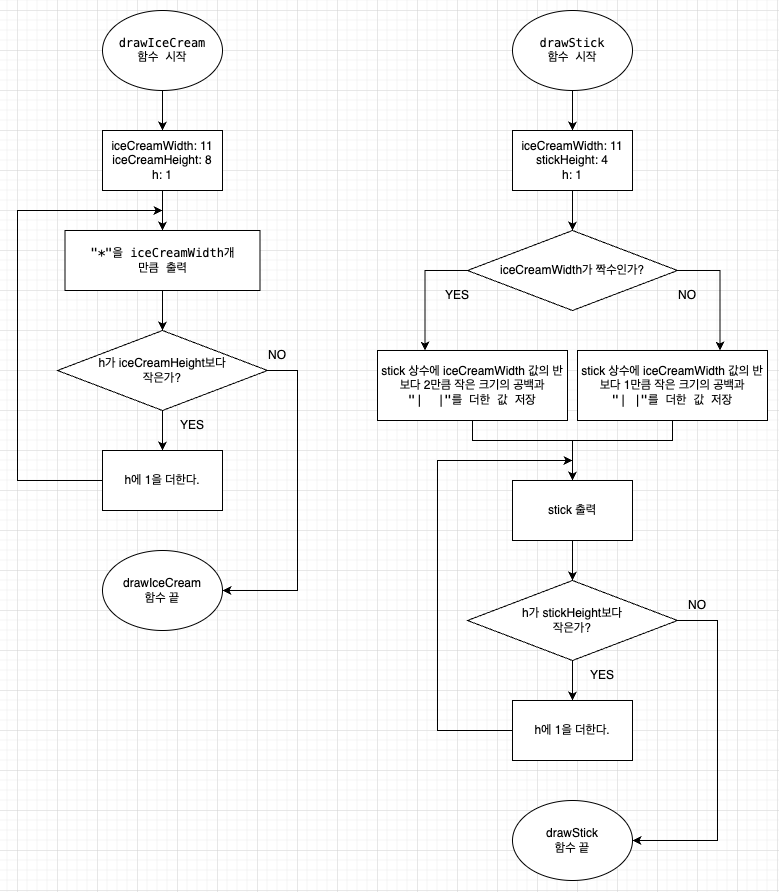 drawIceCream
함수 시작
iceCreamWidth: 11
iceCreamHeight: 8
h: 1
"*"을 iceCreamWidth개
만큼 출력
h가 iceCreamHeight보다
작은가?
NO
YES
h에 1을 더한다.
drawIceCream
함수 끝
drawStick
함수 시작
iceCreamWidth: 11
stickHeight: 4
h: 1
iceCreamWidth가 짝수인가?
YES
NO
stick 상수에 iceCreamWidth 값의 반
보다 2만큼 작은 크기의 공백과
"|  |"를 더한 값 저장
stick 상수에 iceCreamWidth 값의 반
보다 1만큼 작은 크기의 공백과
"| |"를 더한 값 저장
stick 출력
h가 stickHeight보다
작은가?
NO
YES
h에 1을 더한다.
drawStick
함수 끝